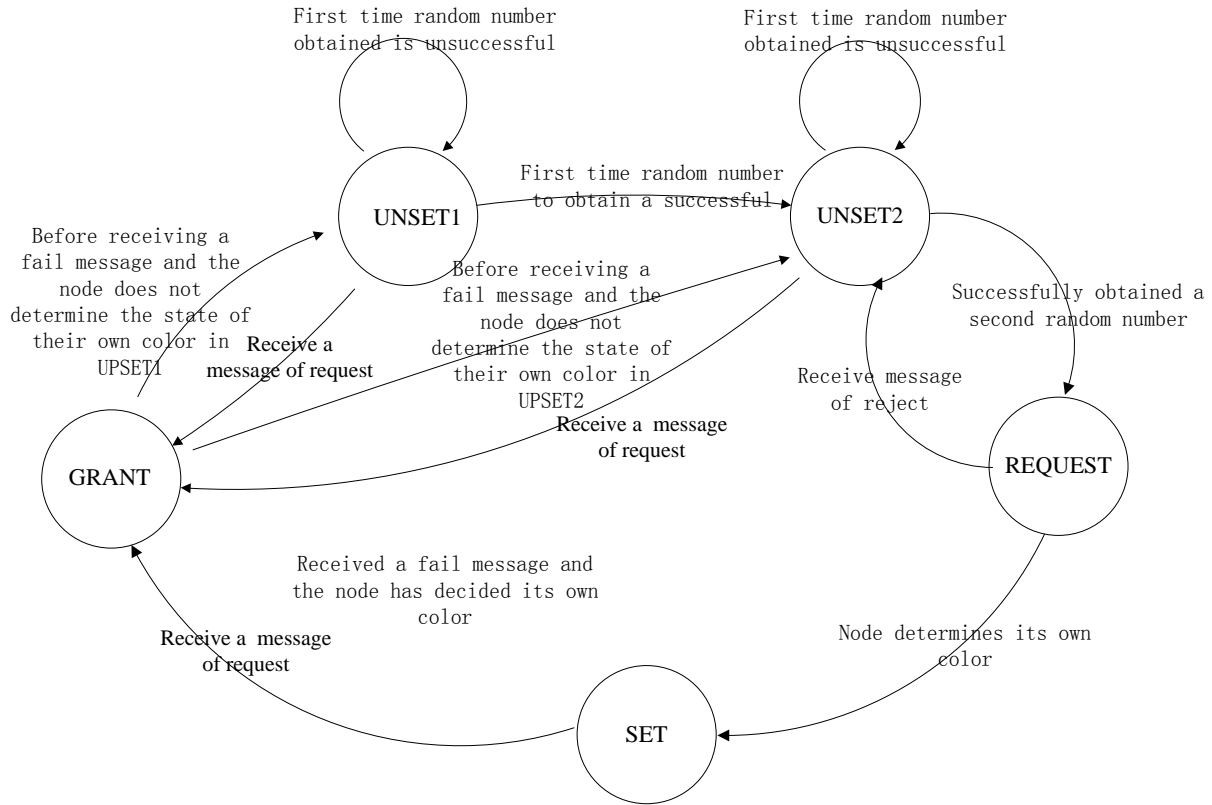 First time random number
obtained is unsuccessful
First time random number
obtained is unsuccessful
First time random number
to obtain a successful
UNSET1
UNSET2
Before receiving a
fail message and the
node does not
determine the state of
their own color in
UPSET1
Before receiving a
fail message and the
node does not
determine the state of
their own color in
UPSET2
Successfully obtained a
second random number
Receive a
message of request
Receive message
of reject
Receive a message
of request
GRANT
REQUEST
Received a fail message and
the node has decided its own
color
Receive a message
of request
Node determines its own
color
SET